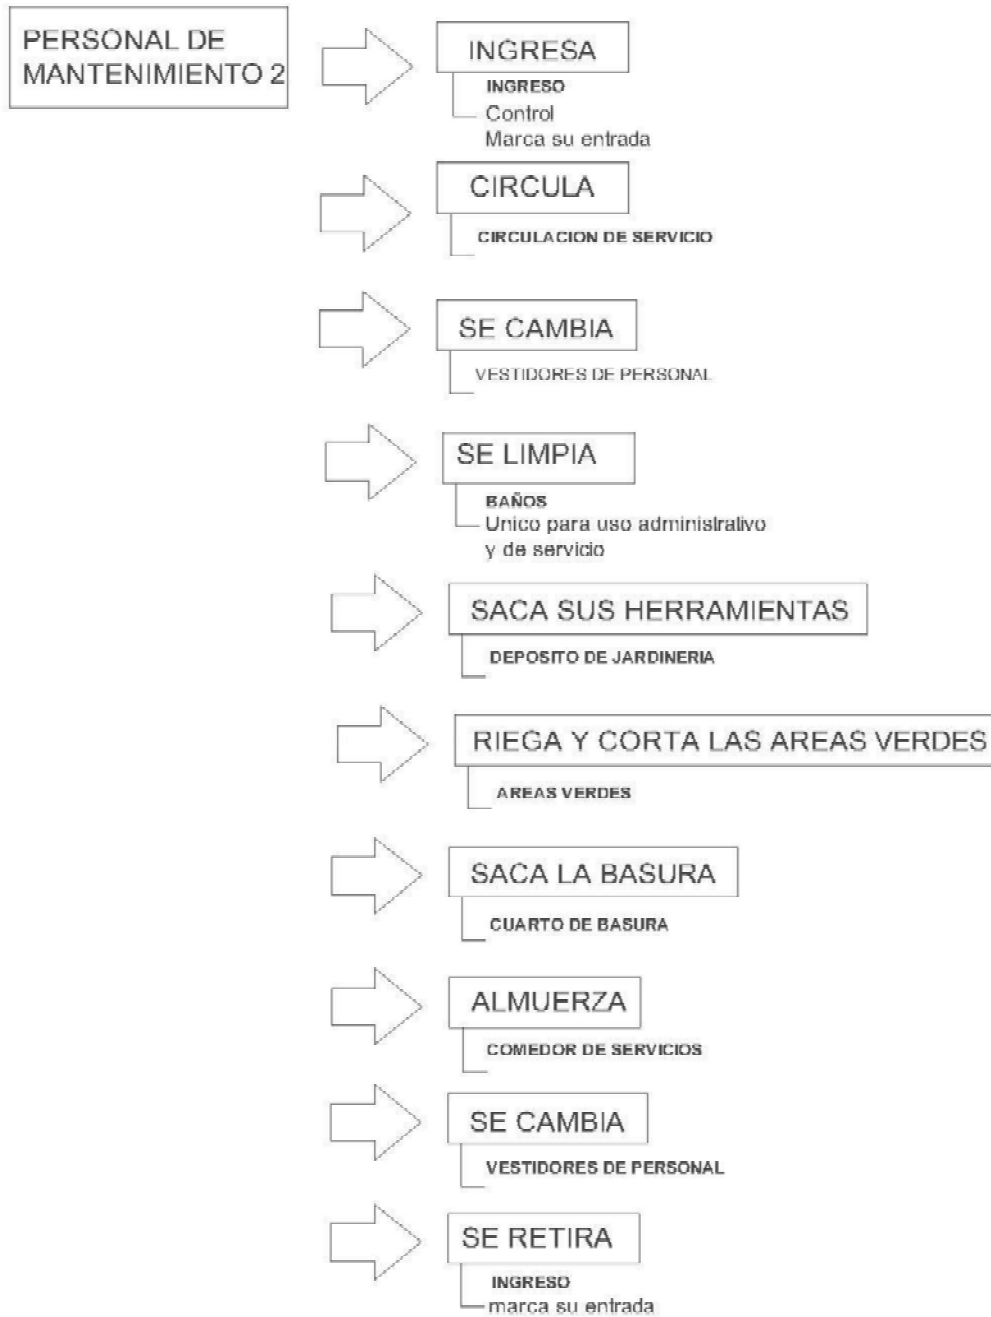 PERSONAL DE
MANTENIMIENTO 2
INGRESA
INGRESO
Control
Marca su entrada
CIRCULA
CIRCULACION DE SERVICIO
SE CAMBIA
VESTIDORES DE PERSONAL
SE LIMPIA
BAÑOS
Unico para uso administrativo
y de servicio
SACA SUS HERRAMIENTAS
DEPOSITO DE JARDINERIA
RIEGA Y CORTA LAS AREAS VERDES
AREAS VERDES
SACA LA BASURA
CUARTO DE BASURA
ALMUERZA
COMEDOR DE SERVICIOS
SE CAMBIA
VESTIDORES DE PERSONAL
SE RETIRA
INGRESO
marca su entrada